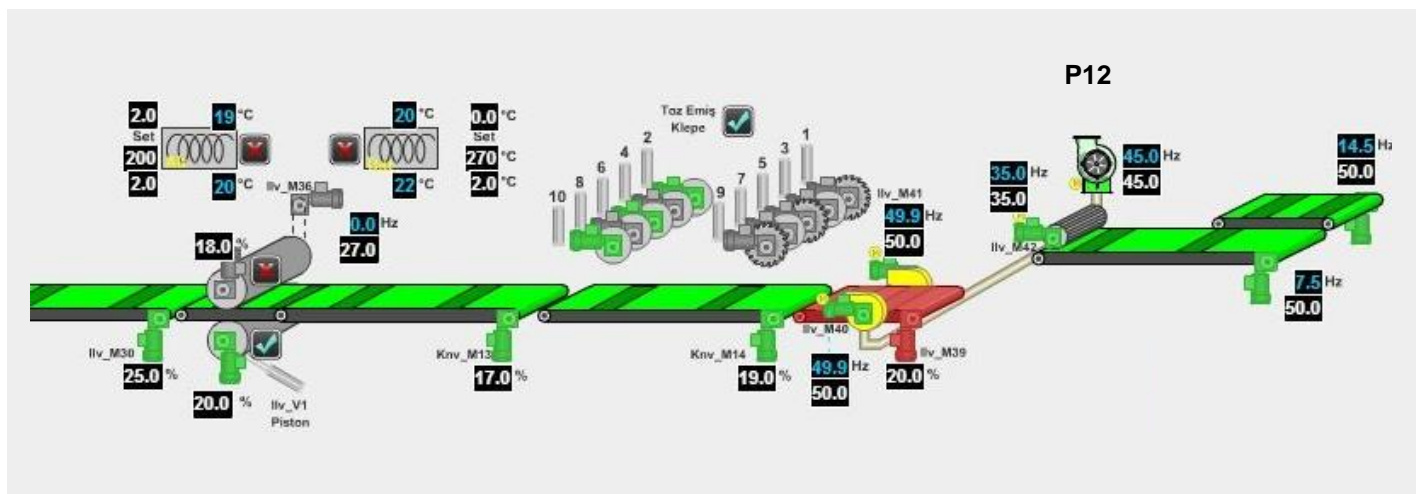 P12
2.0
Set
200
2.0
19 °C
20 °C
20 °C
22 °C
0.0 °C
Set
270 °C
2.0 °C
Ilv_M36
0.0 Hz
27.0
18.0 %
Toz Emiş
Klepe
10
8
6
4
2
9
7
5
3
1
Ilv_M41
49.9 Hz
50.0
35.0 Hz
35.0
Ilv_M42
45.0 Hz
45.0
14.5 Hz
50.0
7.5 Hz
50.0
Ilv_M30
25.0 %
20.0 %
Ilv_V1
Piston
Knv_M13
17.0 %
Knv_M14
19.0 %
Ilv_M40
49.9 Hz
50.0
Ilv_M39
20.0 %